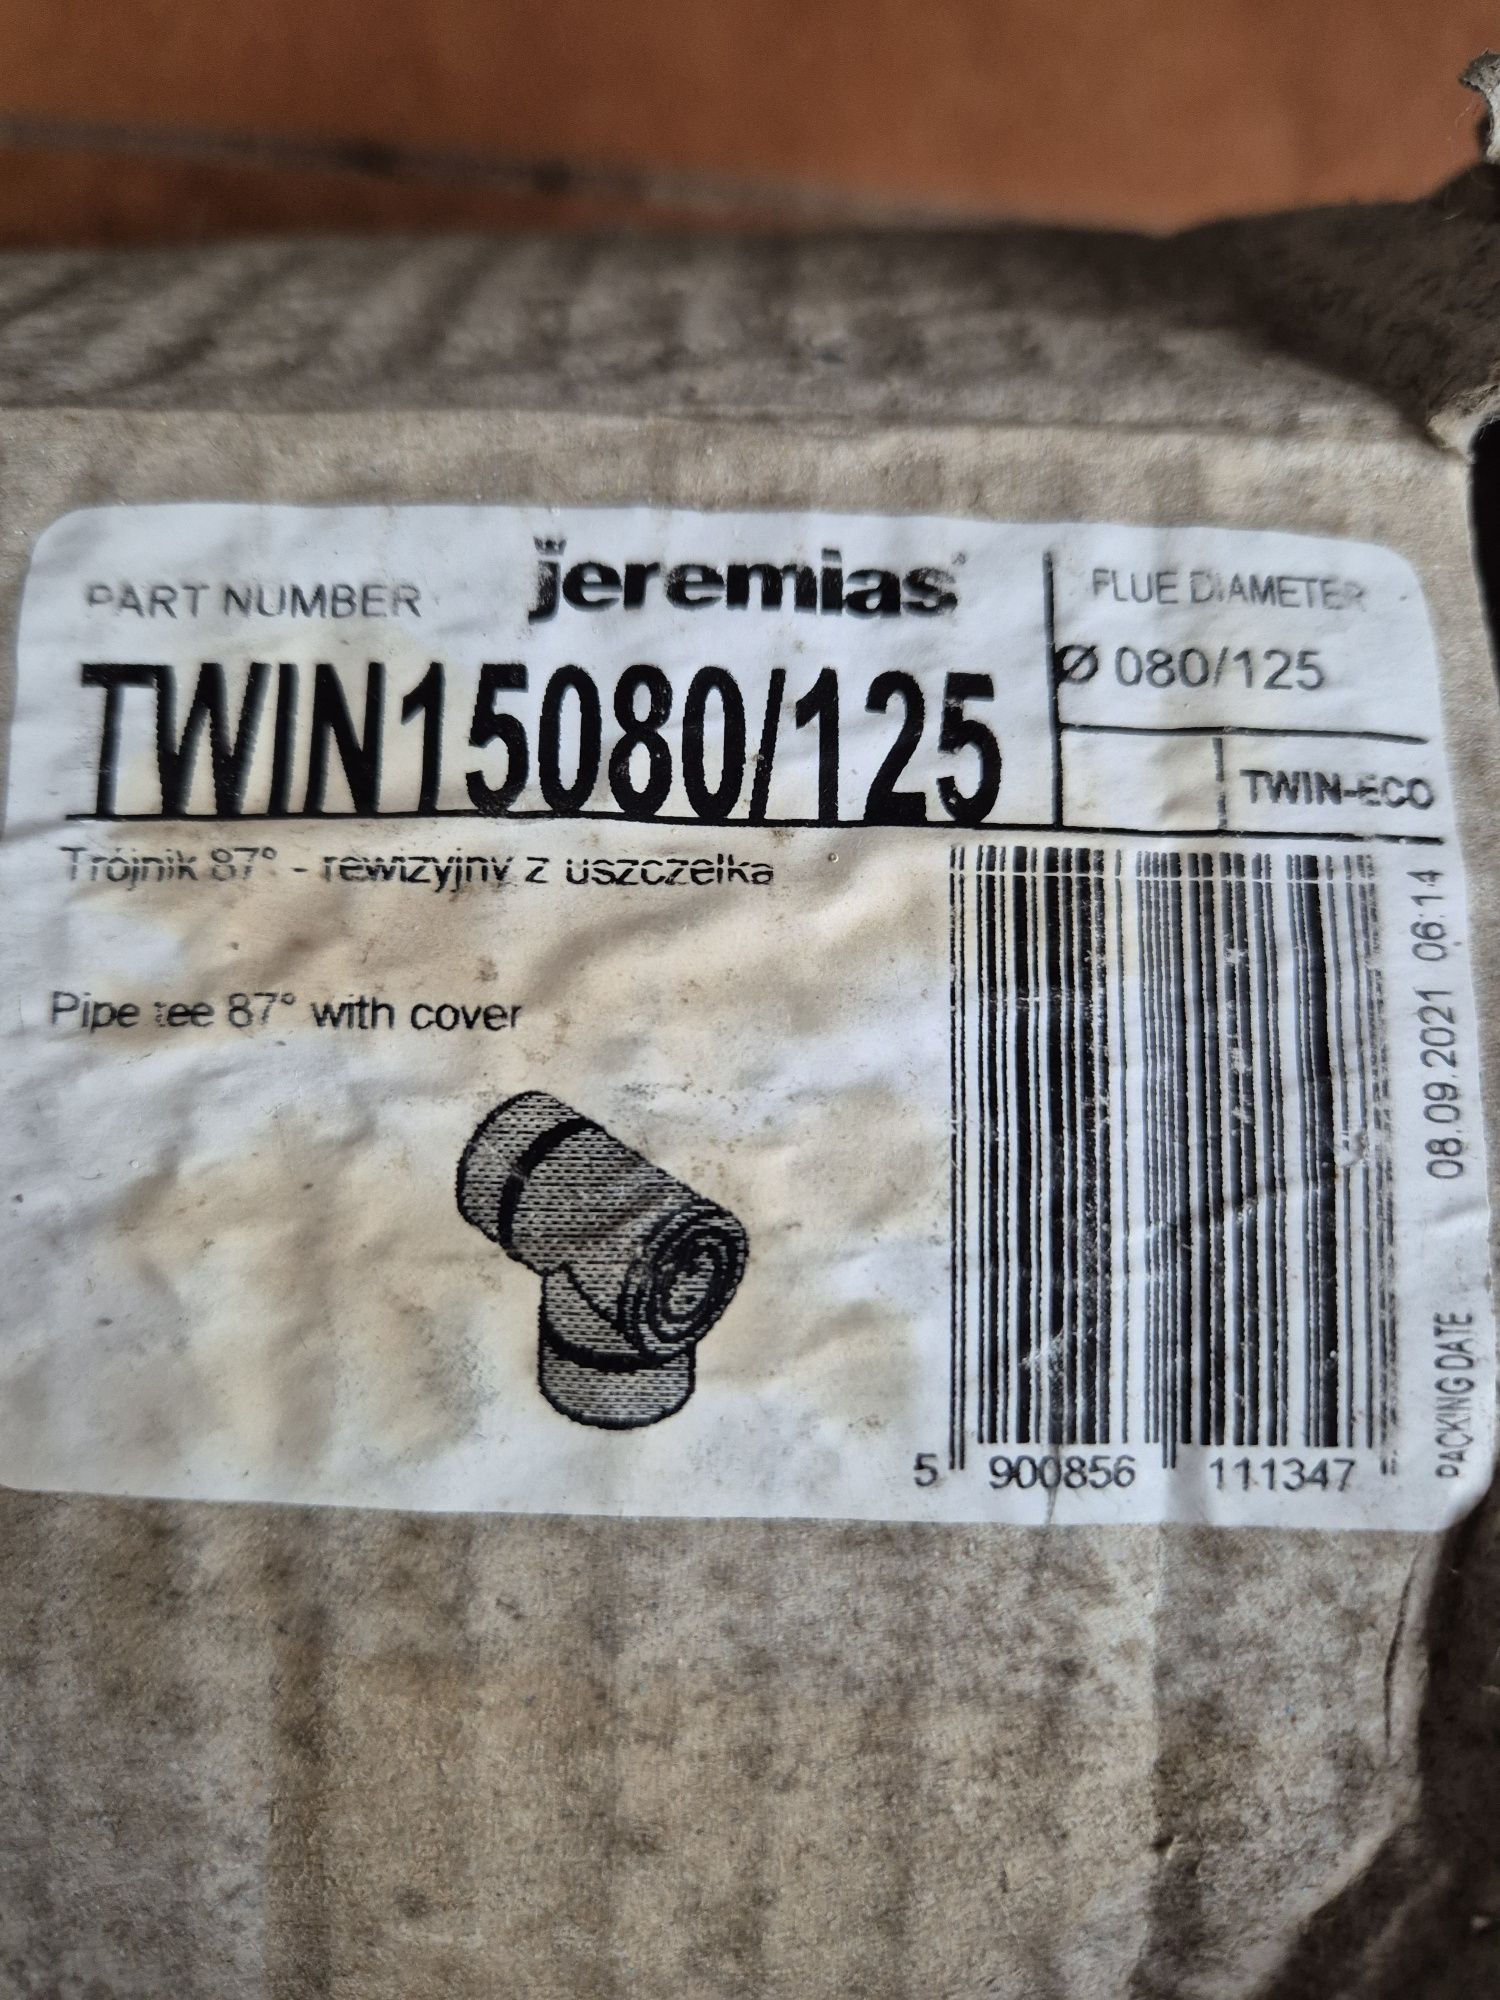 PART NUMBER
jeremias
TWIN15080/125
FLUE DIAMETER
Ø 080/125
TWIN-ECO
Trójnik 87° - rewizyjny z uszczelka
Pipe tee 87° with cover
5 900856 111347
PACKING DATE 08.09.2021 06:14